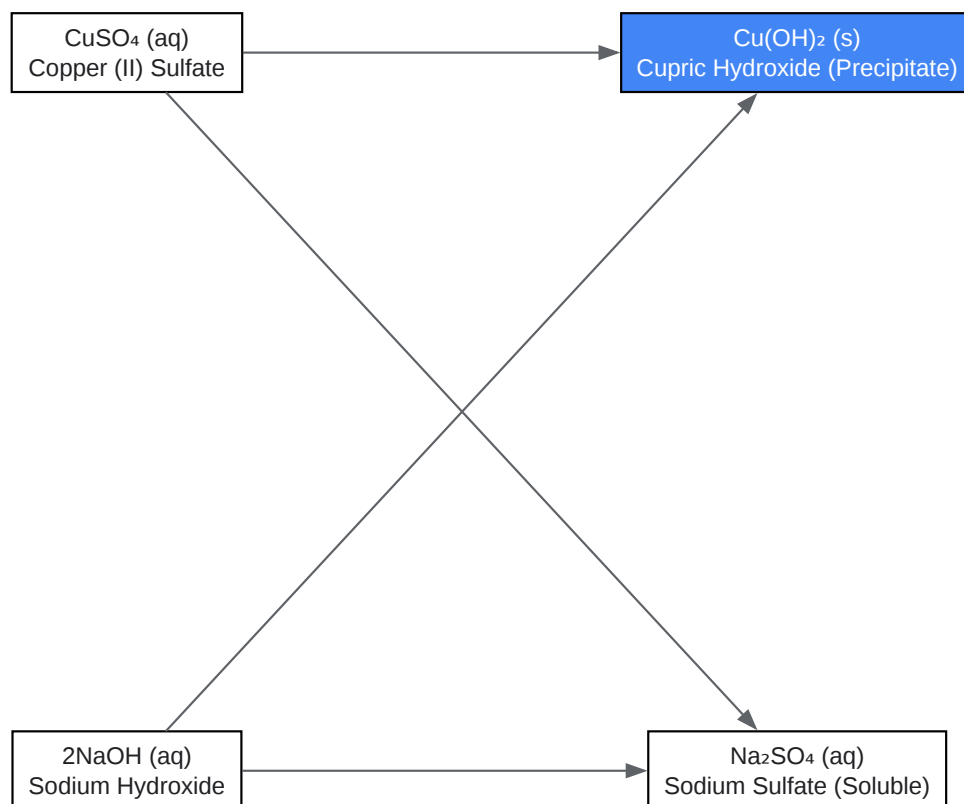 CuSO₄ (aq)
Copper (II) Sulfate
Cu(OH)₂ (s)
Cupric Hydroxide (Precipitate)
2NaOH (aq)
Sodium Hydroxide
Na₂SO₄ (aq)
Sodium Sulfate (Soluble)